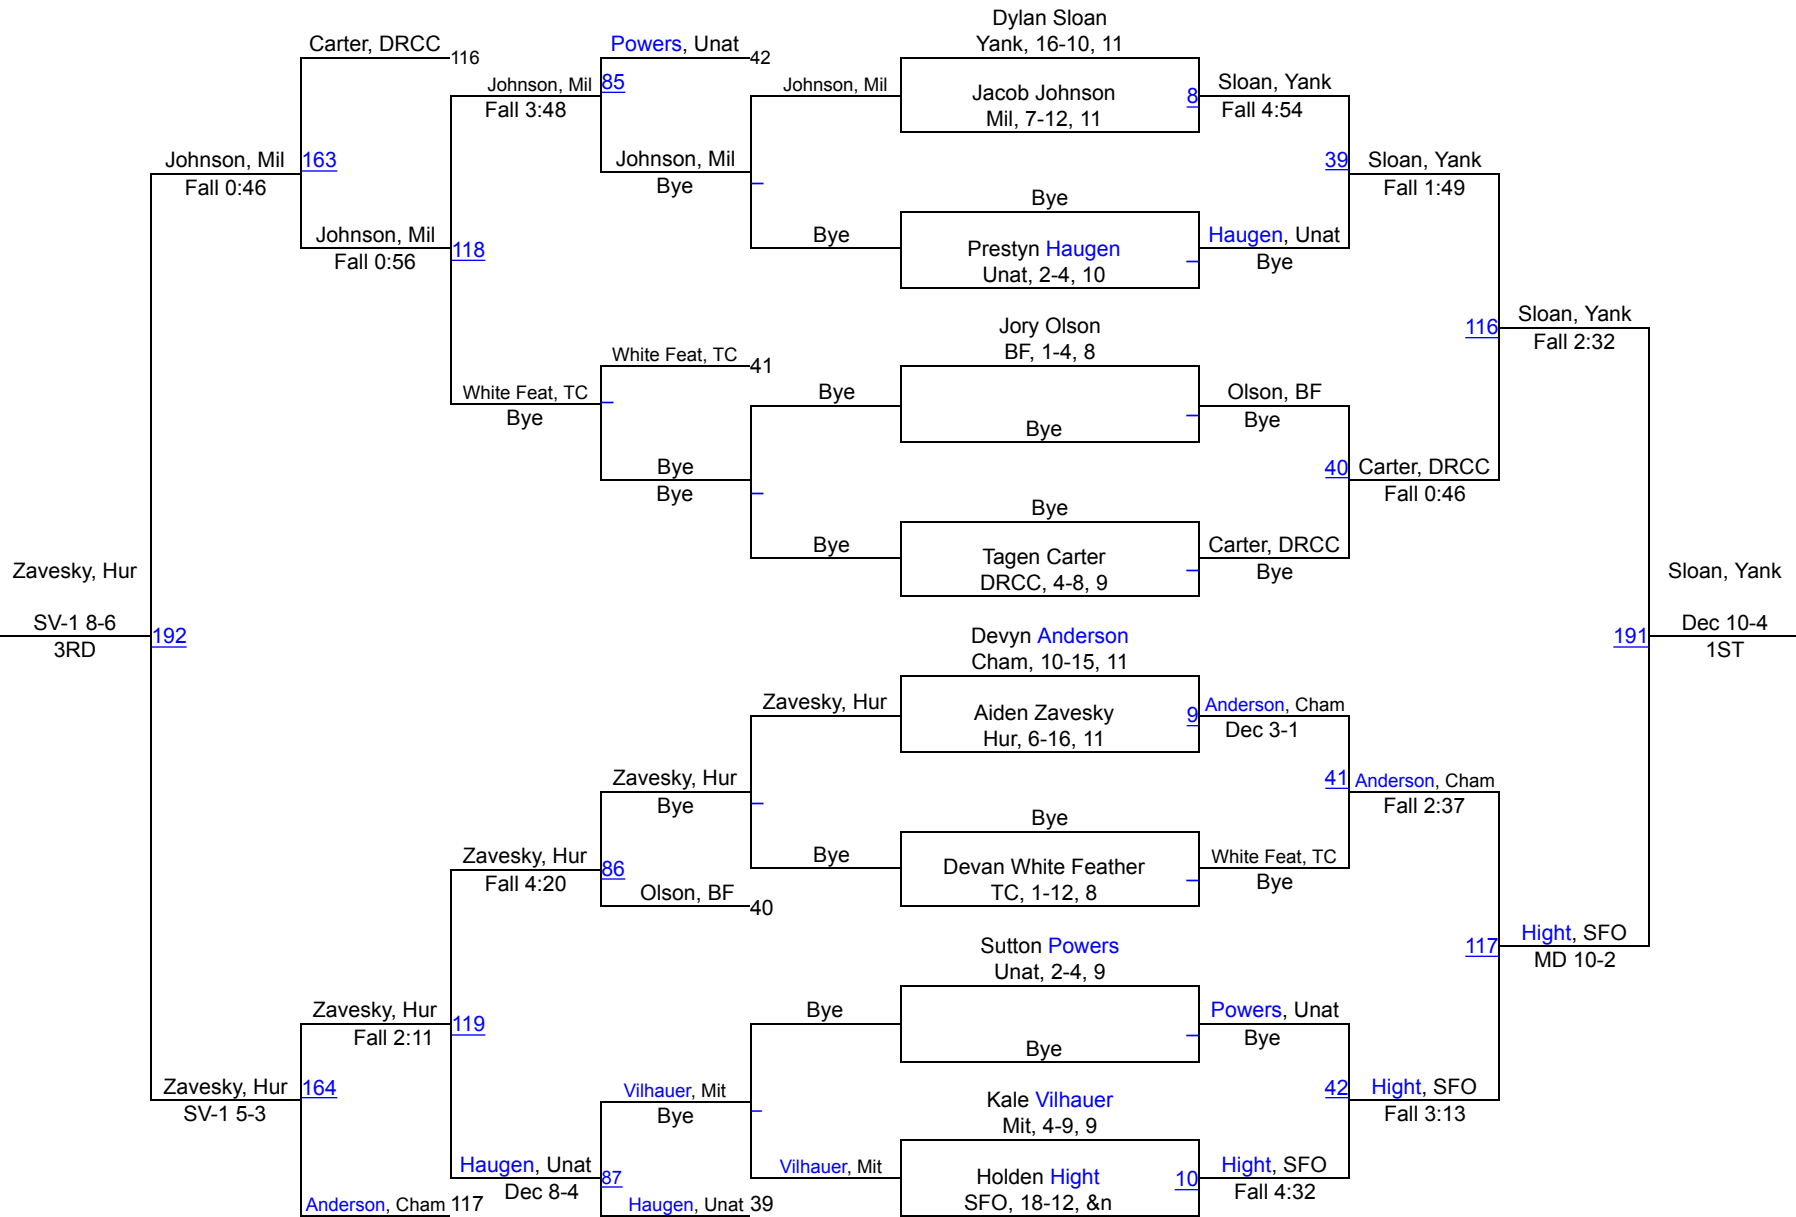 Dylan Sloan
Carter, DRCC
116
Powers, Unat
42
Yank, 16-10, 11
Johnson, Mil
85
Fall 3:48
Johnson, Mil
Jacob Johnson
Mil, 7-12, 11
8
Sloan, Yank
Fall 4:54
Johnson, Mil
163
Fall 0:46
Johnson, Mil
Bye
39
Sloan, Yank
Fall 1:49
Bye
Johnson, Mil
118
Fall 0:56
Bye
Prestyn Haugen
Unat, 2-4, 10
Haugen, Unat
Bye
Jory Olson
BF, 1-4, 8
116
Sloan, Yank
Fall 2:32
White Feat, TC
41
White Feat, TC
Bye
Bye
Olson, BF
Bye
Bye
Bye
Bye
40
Carter, DRCC
Fall 0:46
Bye
Bye
Tagen Carter
DRCC, 4-8, 9
Carter, DRCC
Bye
Zavesky, Hur
SV-1 8-6
3RD
192
Devyn Anderson
Cham, 10-15, 11
191
Sloan, Yank
Dec 10-4
1ST
Zavesky, Hur
Aiden Zavesky
Hur, 6-16, 11
9
Anderson, Cham
Dec 3-1
Zavesky, Hur
Bye
41
Anderson, Cham
Fall 2:37
Bye
Zavesky, Hur
Fall 4:20
86
Bye
Devan White Feather
TC, 1-12, 8
White Feat, TC
Bye
Olson, BF
40
Sutton Powers
Unat, 2-4, 9
117
Hight, SFO
MD 10-2
Zavesky, Hur
Fall 2:11
119
Bye
Bye
Powers, Unat
Bye
Zavesky, Hur
SV-1 5-3
164
Vilhauer, Mit
Bye
Kale Vilhauer
Mit, 4-9, 9
42
Hight, SFO
Fall 3:13
Haugen, Unat
Dec 8-4
87
Vilhauer, Mit
Holden Hight
SFO, 18-12, &n
10
Hight, SFO
Fall 4:32
Anderson, Cham
117
Haugen, Unat
39